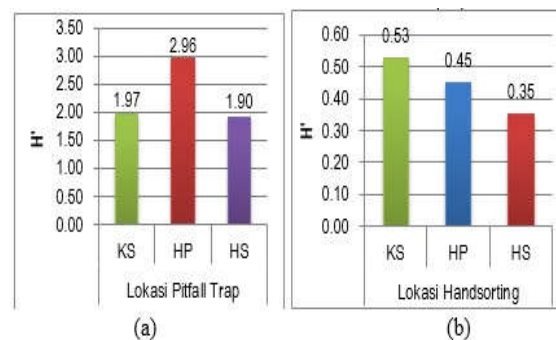 3.50
3.00
2.50
2.00
1.50
1.00
0.50
0.00
H'
1.97
2.96
1.90
KS HP HS
Lokasi Pitfall Trap
(a)
0.60
0.50
0.40
0.30
0.20
0.10
0.00
H'
0.53
0.45
0.35
KS HP HS
Lokasi Handsorting
(b)